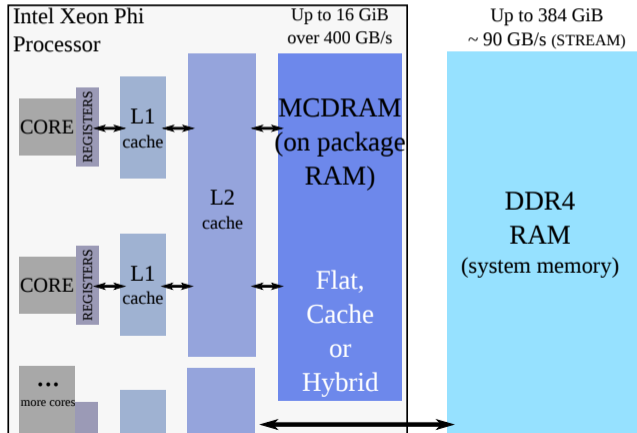 Intel Xeon Phi
Processor
Up to 16 GiB
over 400 GB/s
Up to 384 GiB
~ 90 GB/s (STREAM)
CORE
REGISTERS
L1
cache
L2
cache
MCDRAM
(on package
RAM)
Flat,
Cache
or
Hybrid
DDR4
RAM
(system memory)
CORE
REGISTERS
L1
cache
...
more cores